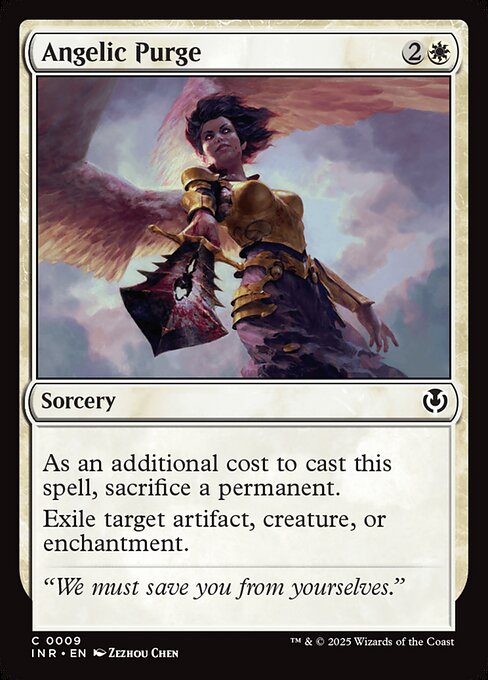 Angelic Purge 2
Sorcery
As an additional cost to cast this
spell, sacrifice a permanent.
Exile target artifact, creature, or
enchantment.
“We must save you from yourselves.”
C 0009
INR • EN Zezhou Chen
™ & © 2025 Wizards of the Coast